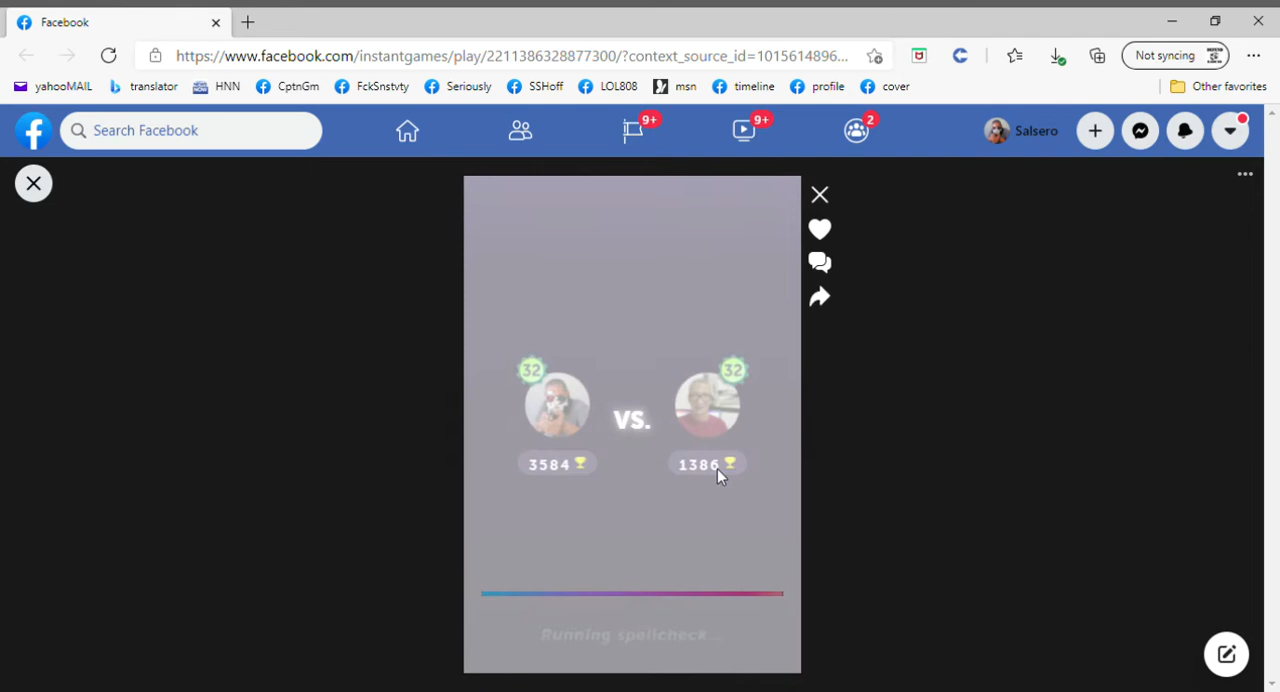 Facebook
https://www.facebook.com/instantgames/play/2211386328877300/?context_source_id=1015614896...
Not syncing
yahooMAIL
translator
HNN
CptnGm
FckSnstvty
Seriously
SSHoff
LOL808
msn
timeline
profile
cover
Other favorites
Search Facebook
9+
9+
2
Salsero
32
32
VS.
3584
1386
Running spellcheck...